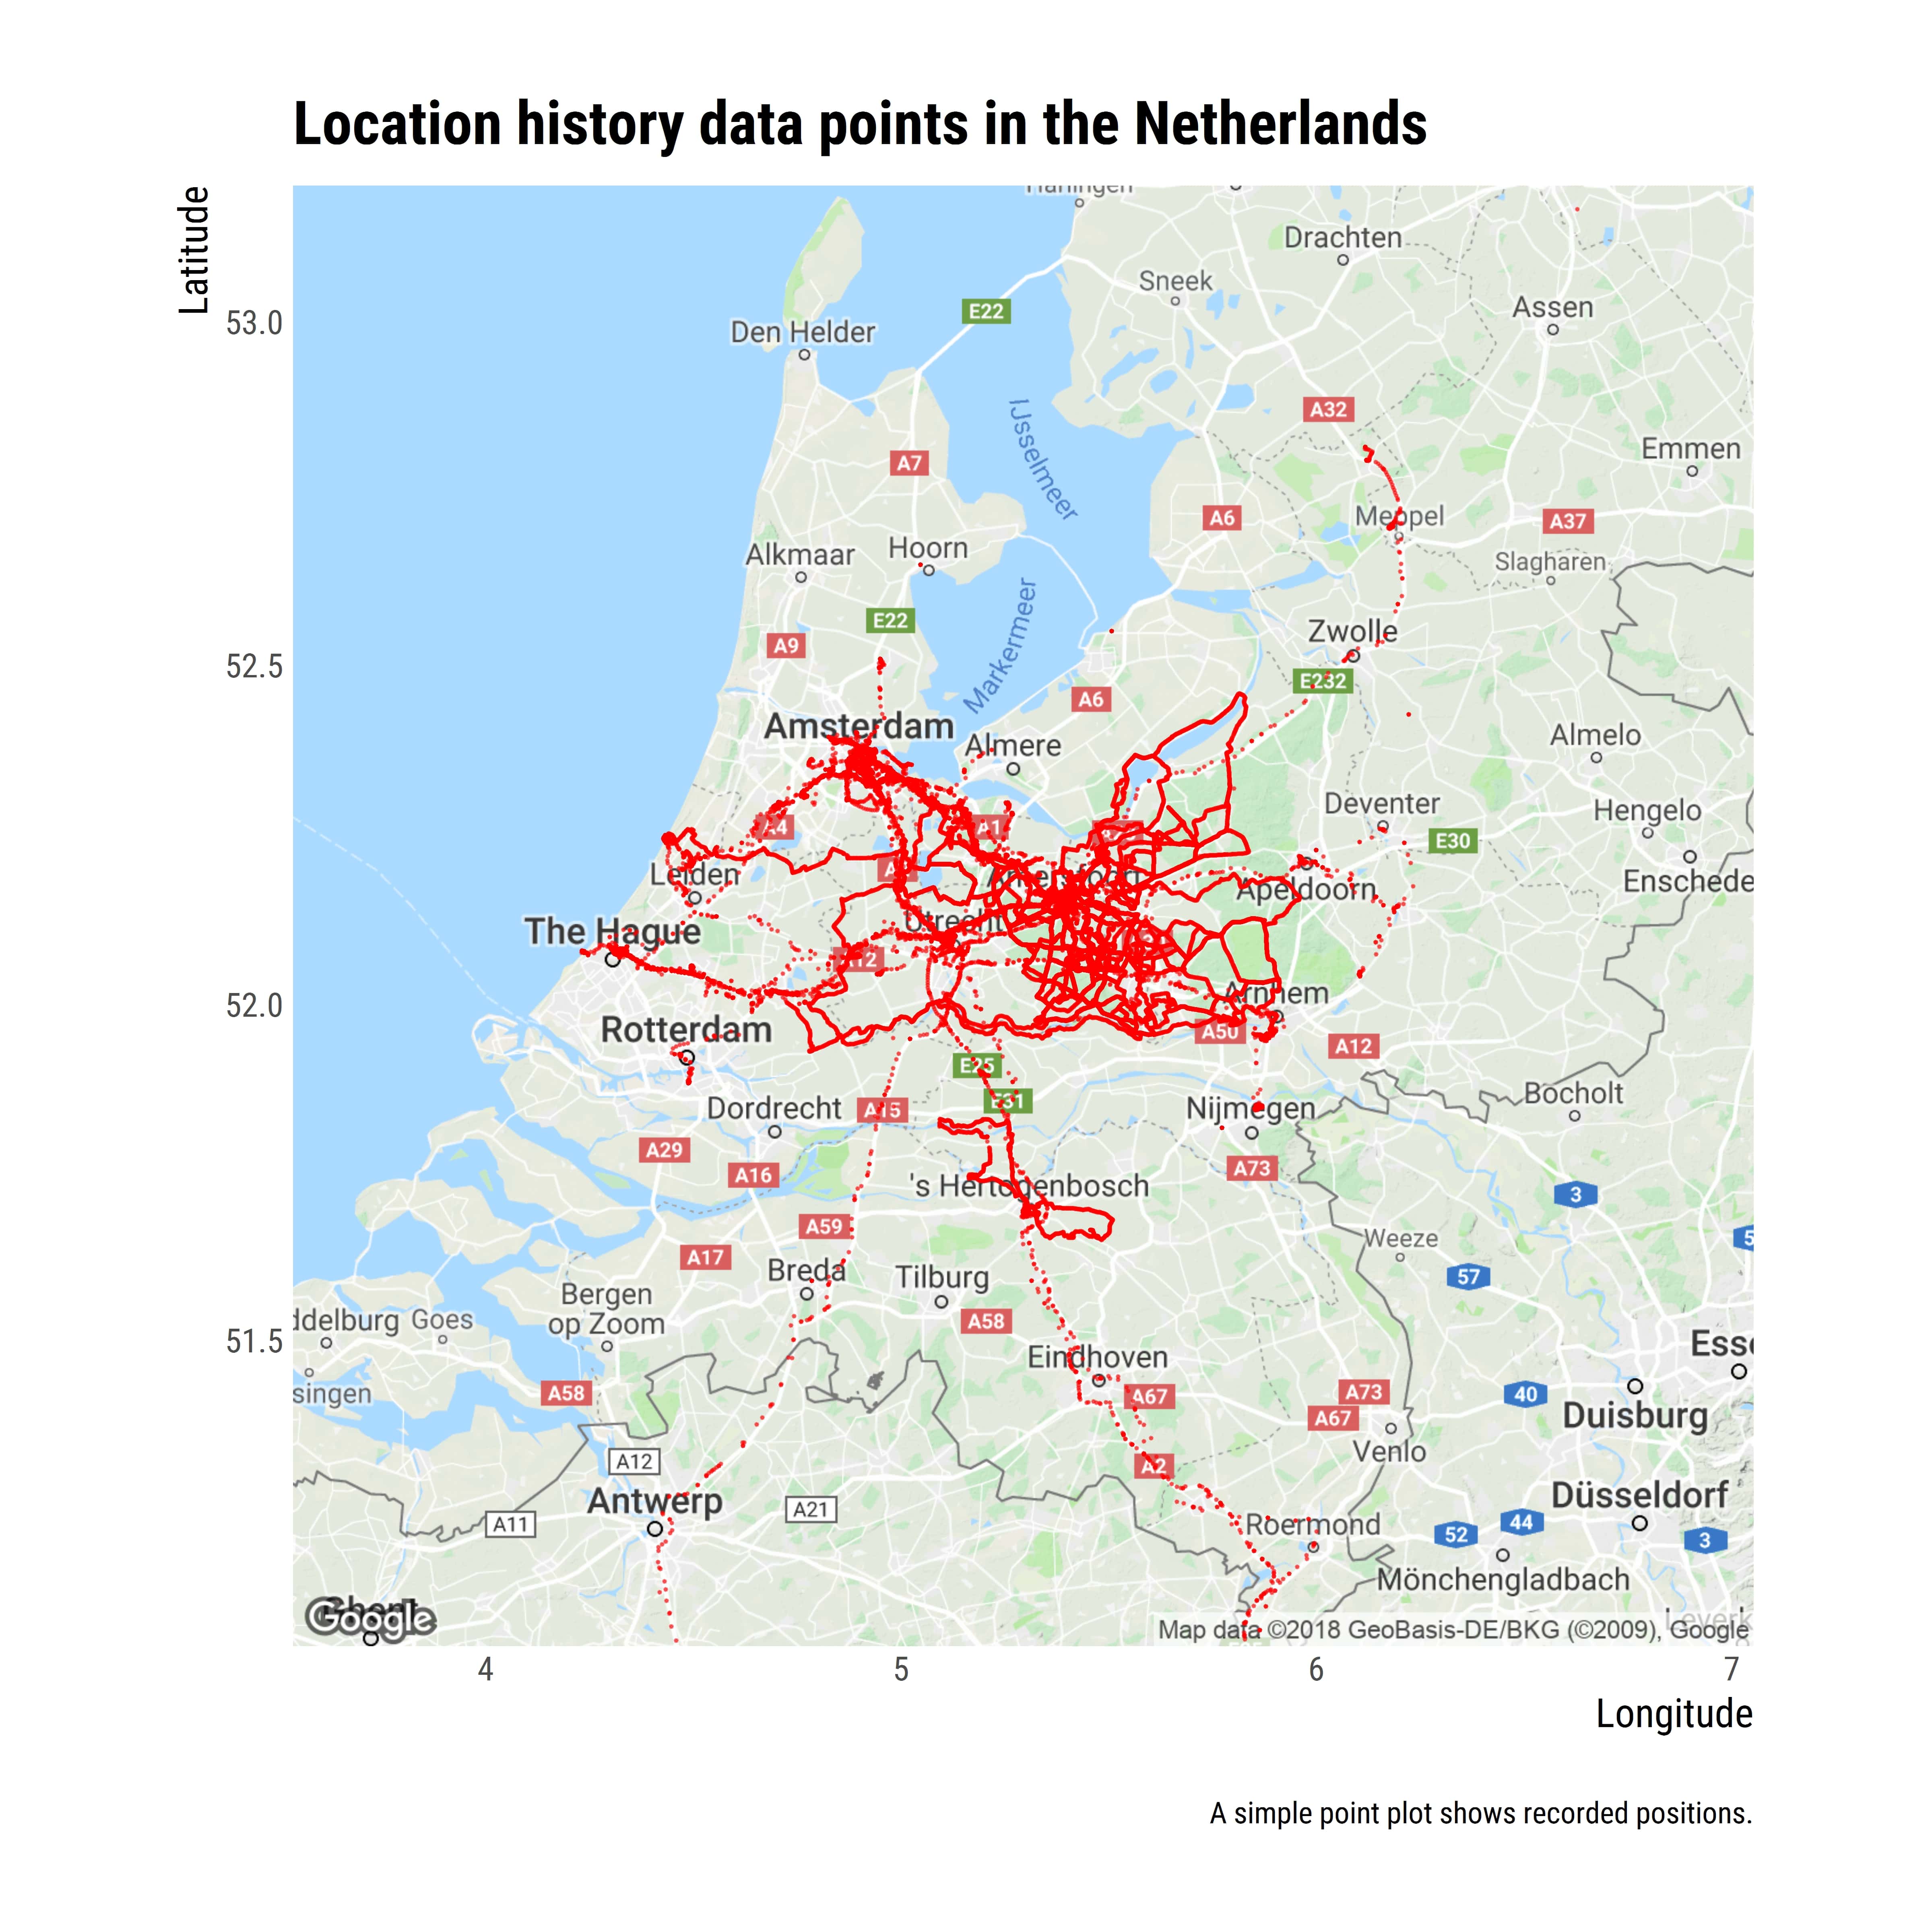 Location history data points in the Netherlands
Latitude
53.0
52.5
52.0
51.5
Drachten
Sneek
E22
Assen
Den Helder
A32
IJsselmeer
Emmen
A7
A6
Meppel
A37
Alkmaar
Hoorn
Slagharen
Markermeer
E22
A9
Zwolle
E232
A6
Amsterdam
Almere
Almelo
Deventer
Hengelo
A4
A1
E30
Leiden
Enschede
Apeldoorn
Amersfoort
Utrecht
The Hague
A12
Arnhem
Rotterdam
A50
A12
E25
E31
Bocholt
Dordrecht
A15
Nijmegen
A29
A16
A73
's Hertogenbosch
3
A59
Weeze
A17
57
Breda
Tilburg
Bergen
op Zoom
ddelburg
Goes
A58
Eindhoven
Esse
singen
A58
A67
A73
40
A67
Duisburg
Venlo
A12
A2
Antwerp
A21
Düsseldorf
A11
Roermond
52
44
3
Mönchengladbach
Google
Map data ©2018 GeoBasis-DE/BKG (©2009), Google
4
5
6
7
Longitude
A simple point plot shows recorded positions.